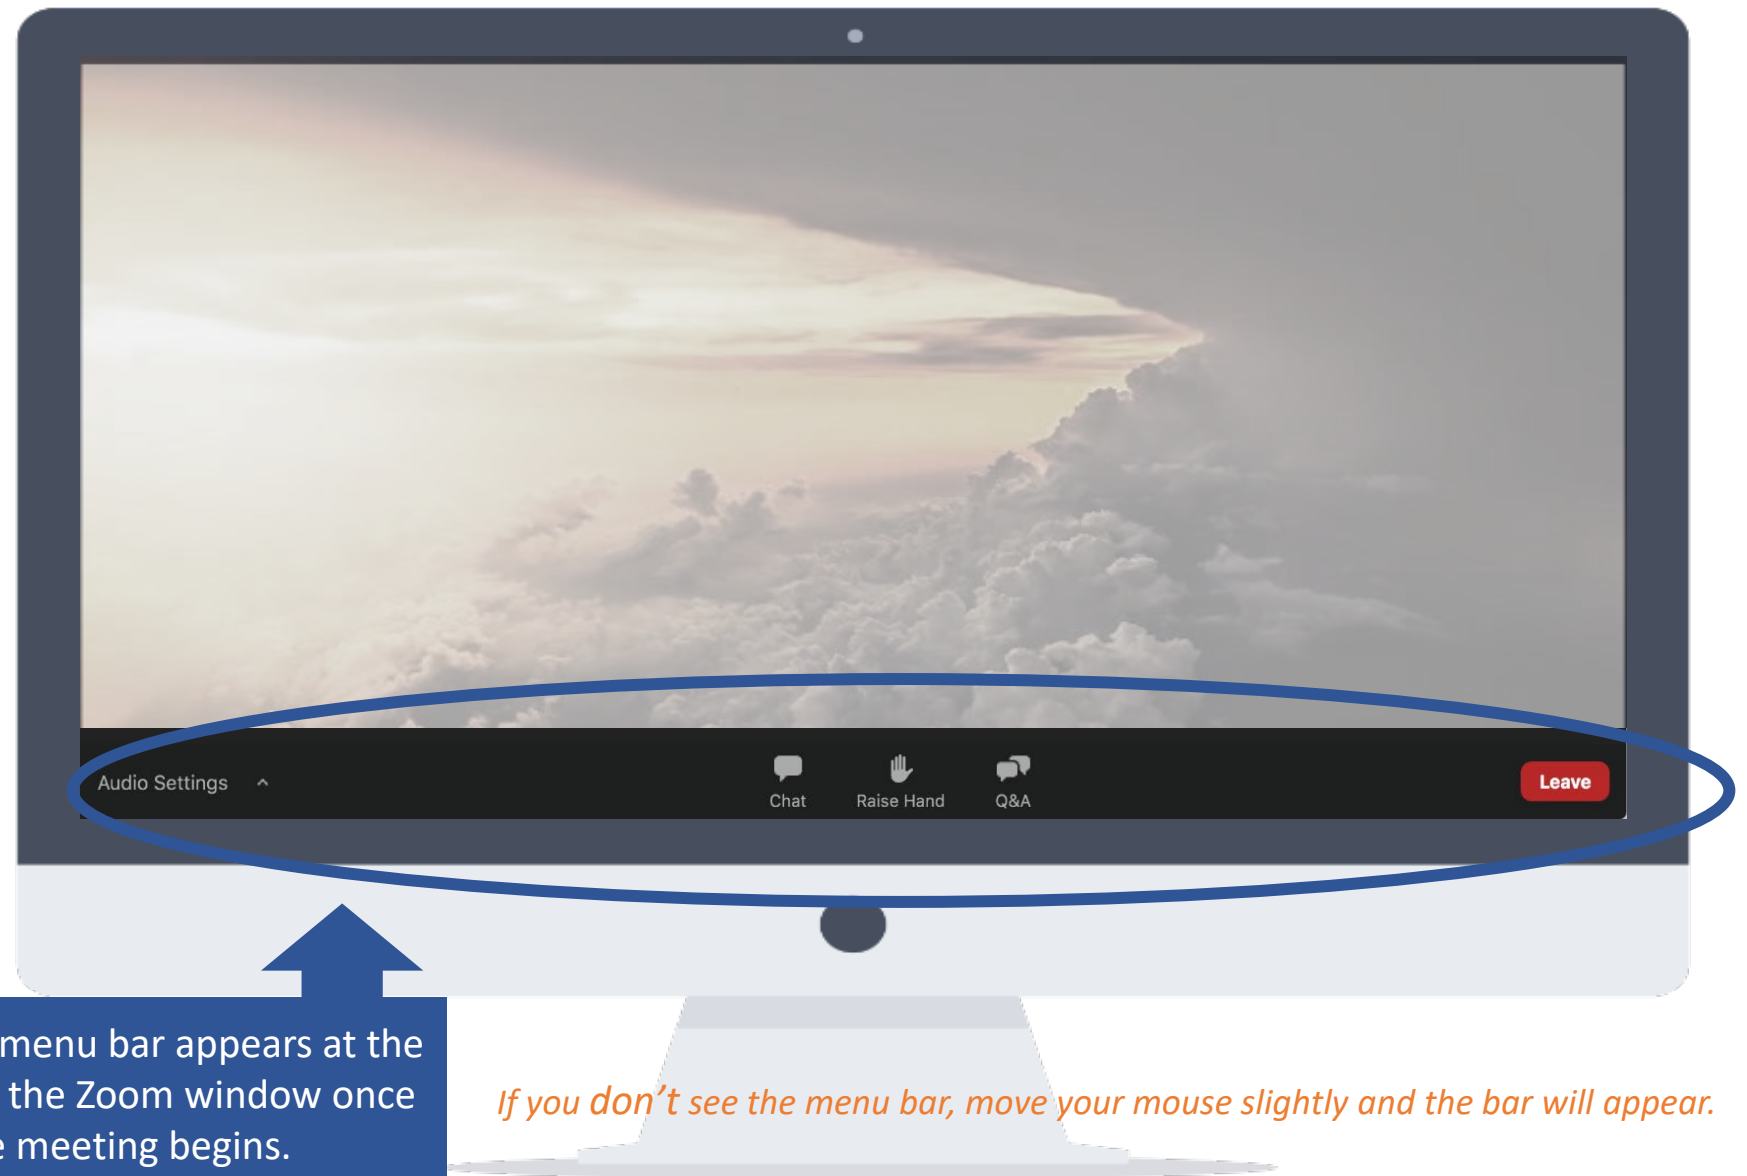 Audio Settings
Chat
Raise Hand
Q&A
Leave
menu bar appears at the
the Zoom window once
meeting begins.
If you don't see the menu bar, move your mouse slightly and the bar will appear.